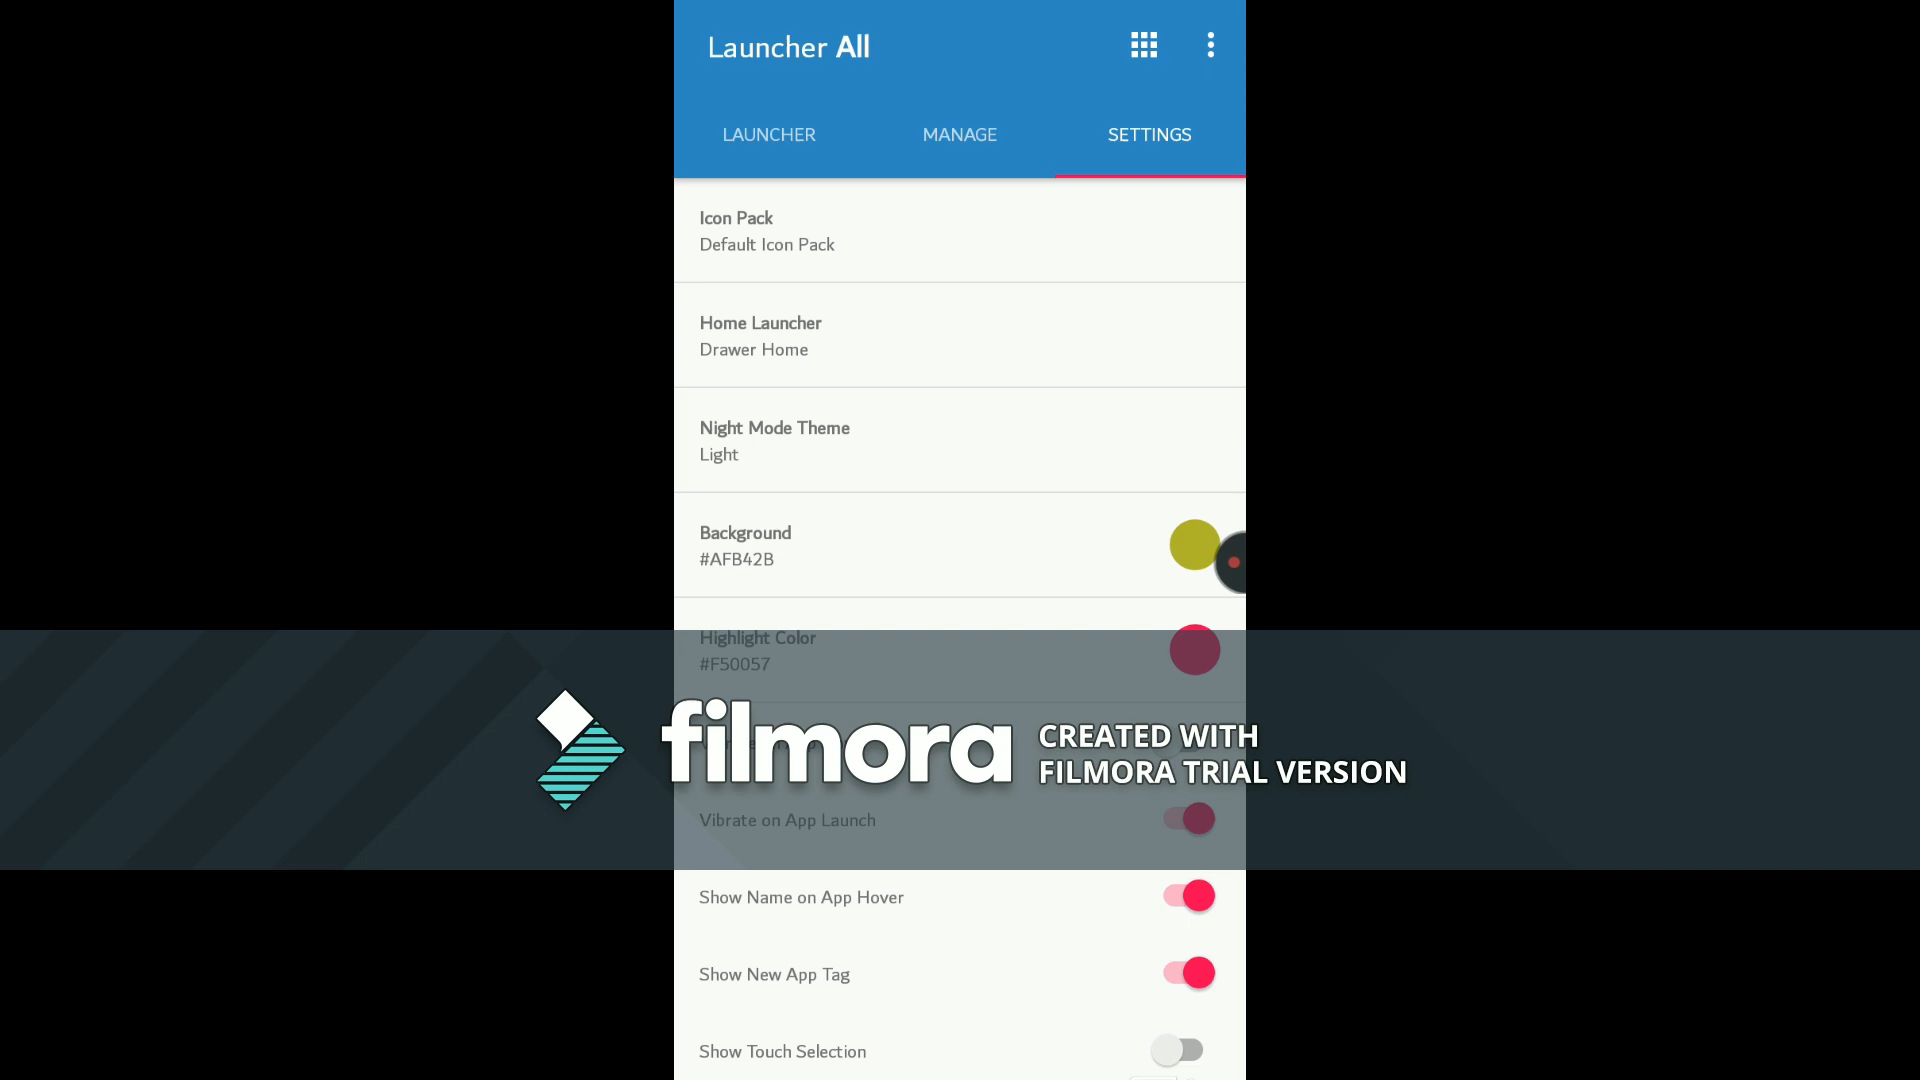 Launcher All
LAUNCHER
MANAGE
SETTINGS
Icon Pack
Default Icon Pack
Home Launcher
Drawer Home
Night Mode Theme
Light
Background
#AFB42B
Highlight Color
#F50057
filmora
CREATED WITH
FILMORA TRIAL VERSION
Vibrate on App Launch
Show Name on App Hover
Show New App Tag
Show Touch Selection